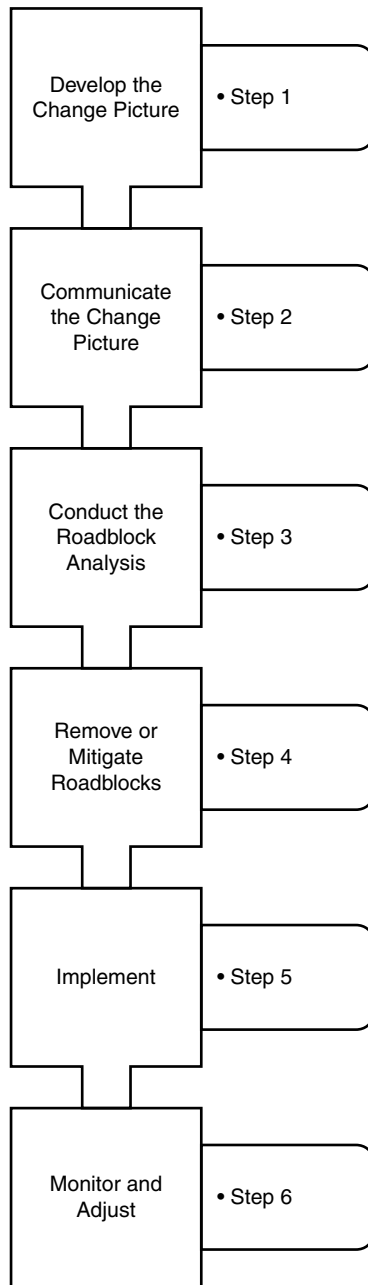 Develop the
Change Picture
• Step 1
Communicate
the Change
Picture
• Step 2
Conduct the
Roadblock
Analysis
• Step 3
Remove or
Mitigate
Roadblocks
• Step 4
Implement
• Step 5
Monitor and
Adjust
• Step 6